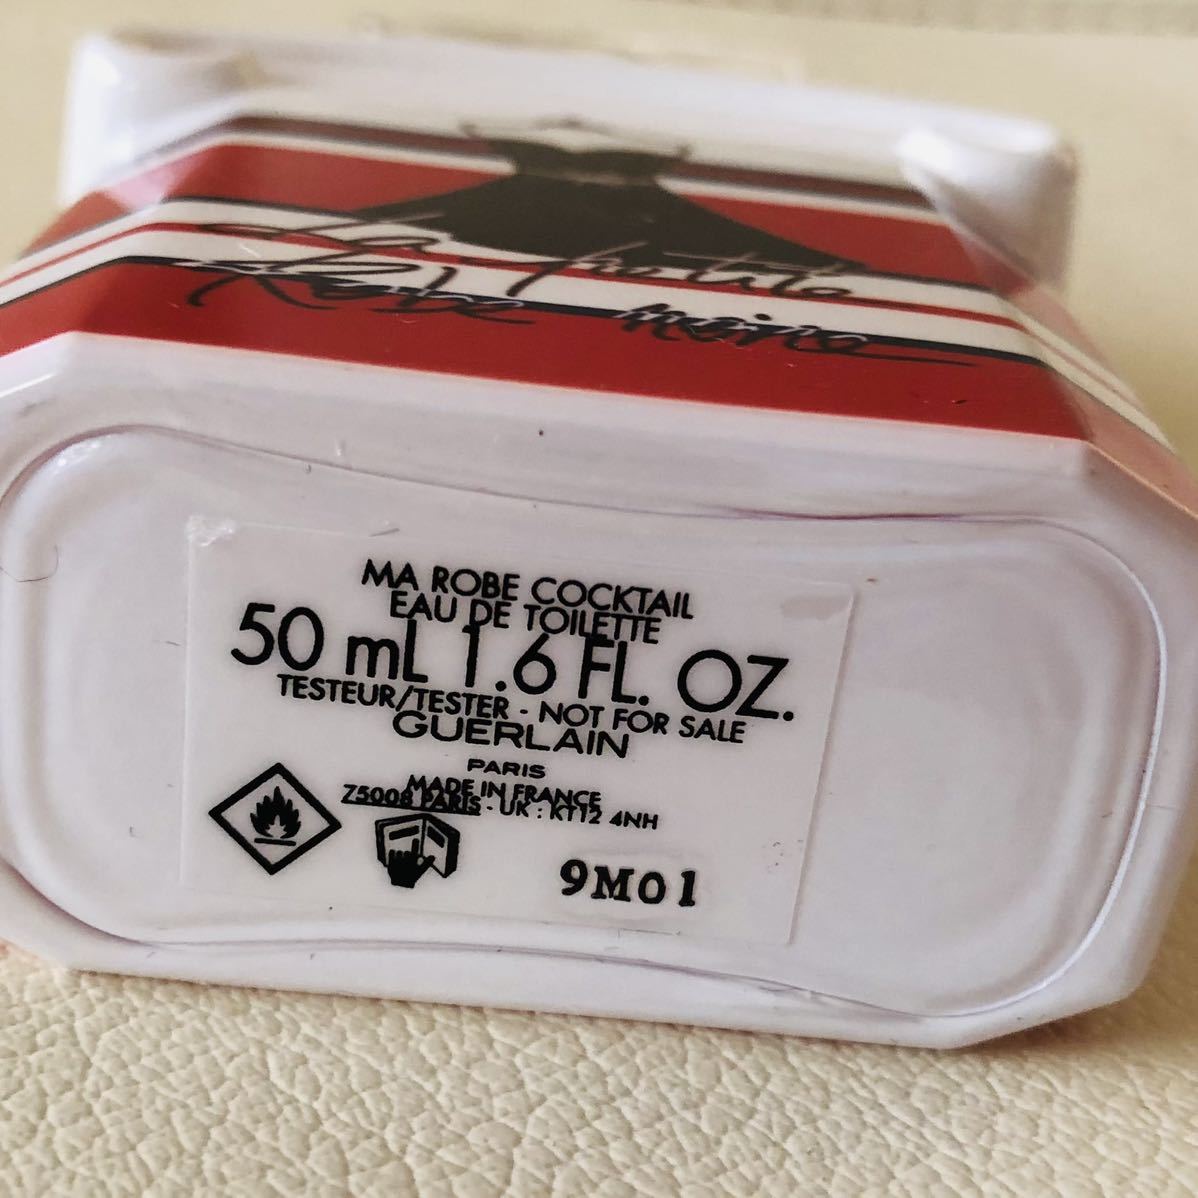 La petite
Robe noire
MA ROBE COCKTAIL
EAU DE TOILETTE
50 mL 1.6 FL. OZ.
TESTEUR/TESTER - NOT FOR SALE
GUERLAIN
PARIS
MADE IN FRANCE
75008 PARIS - UK : KT12 4NH
9M01